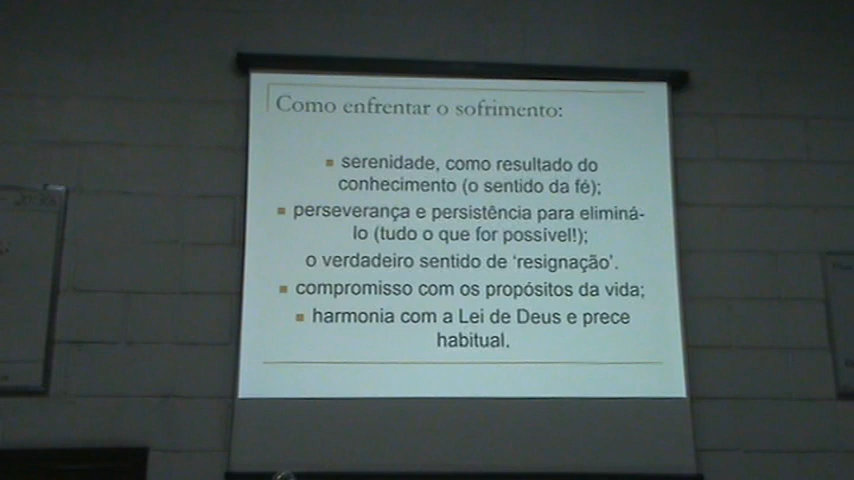 Como enfrentar o sofrimento:
serenidade, como resultado do
conhecimento (o sentido da fé);
perseverança e persistência para eliminá-
lo (tudo o que for possível!);
o verdadeiro sentido de 'resignação'.
compromisso com os propósitos da vida;
harmonia com a Lei de Deus e prece
habitual.